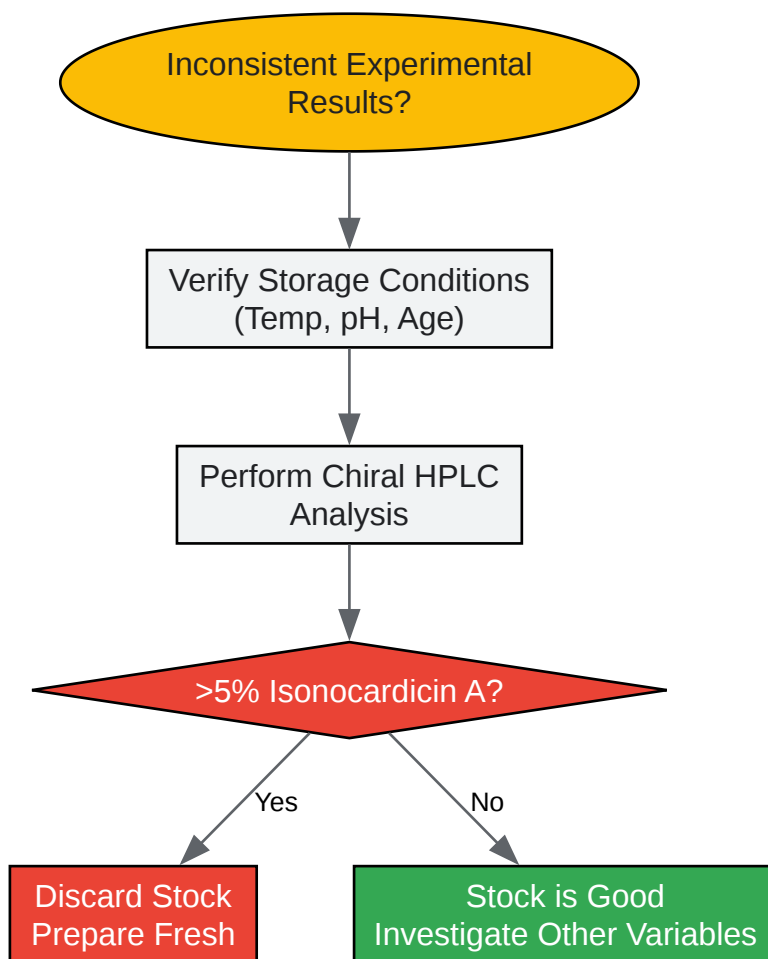 Inconsistent Experimental
Results?
Verify Storage Conditions
(Temp, pH, Age)
Perform Chiral HPLC
Analysis
>5% Isonocardicin A?
Yes
No
Discard Stock
Prepare Fresh
Stock is Good
Investigate Other Variables